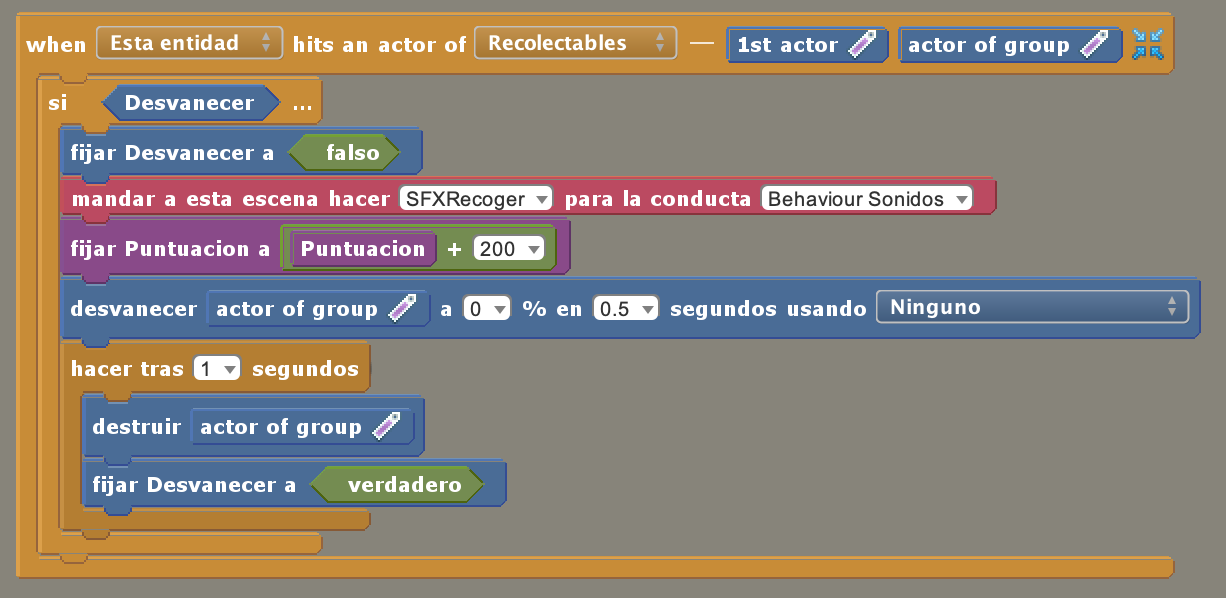 when Esta entidad hits an actor of Recolectables — 1st actor actor of group
si Desvanecer ...
fijar Desvanecer a falso
mandar a esta escena hacer SFXRecoger para la conducta Behaviour Sonidos
fijar Puntuacion a Puntuacion + 200
desvanecer actor of group a 0 % en 0.5 segundos usando Ninguno
hacer tras 1 segundos
destruir actor of group
fijar Desvanecer a verdadero